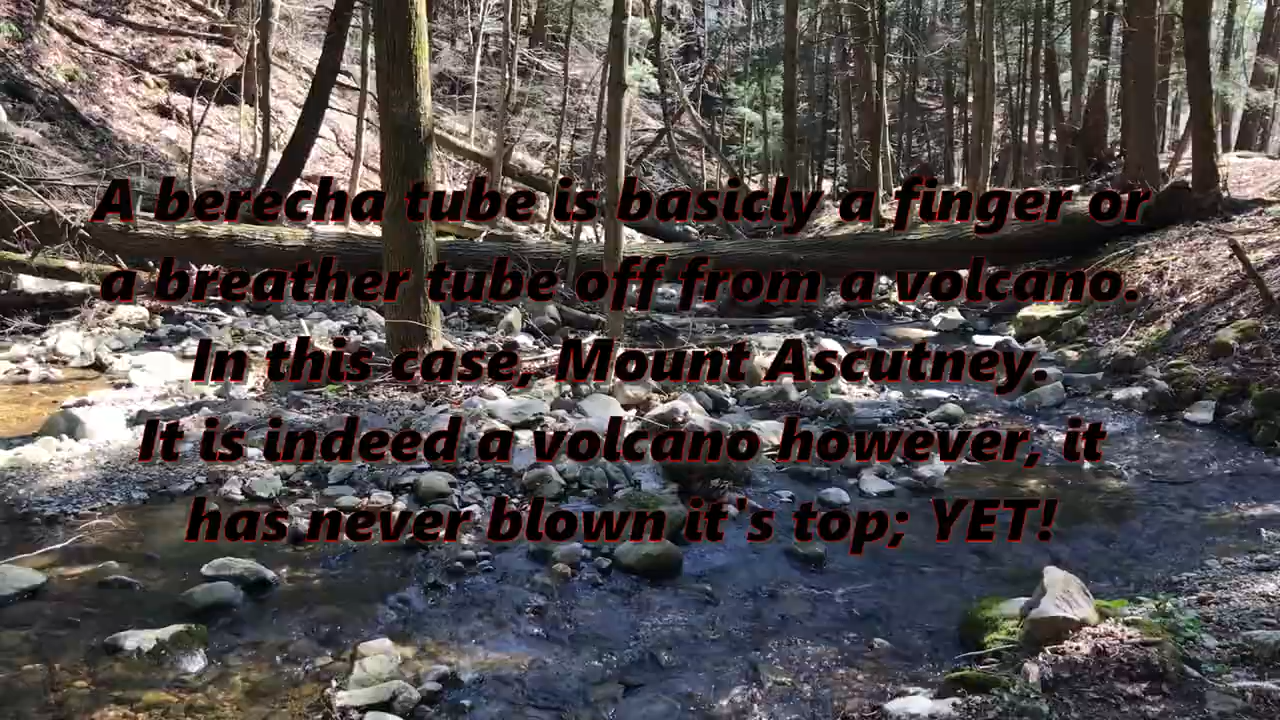 A berecha tube is basicly a finger or
a breather tube off from a volcano.
In this case, Mount Ascutney.
It is indeed a volcano however, it
has never blown it's top; YET!